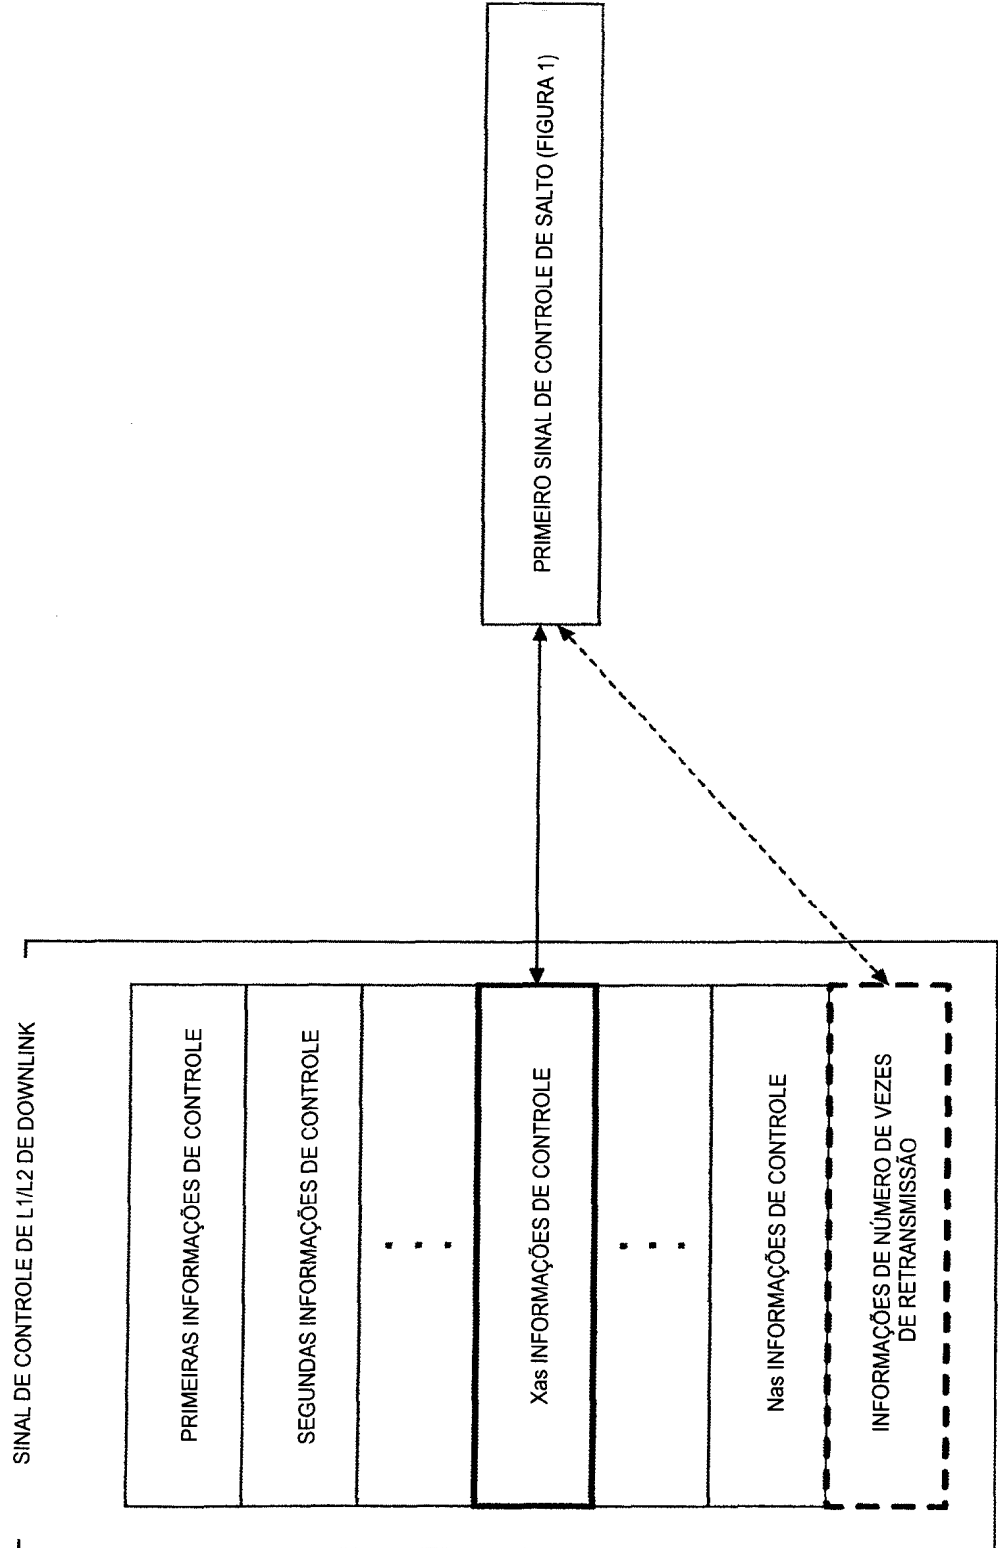 SINAL DE CONTROLE DE L1/L2 DE DOWNLINK
PRIMEIRAS INFORMAÇÕES DE CONTROLE
SEGUNDAS INFORMAÇÕES DE CONTROLE
...
Xas INFORMAÇÕES DE CONTROLE
...
Nas INFORMAÇÕES DE CONTROLE
INFORMAÇÕES DE NÚMERO DE VEZES
DE RETRANSMISSÃO
PRIMEIRO SINAL DE CONTROLE DE SALTO (FIGURA 1)